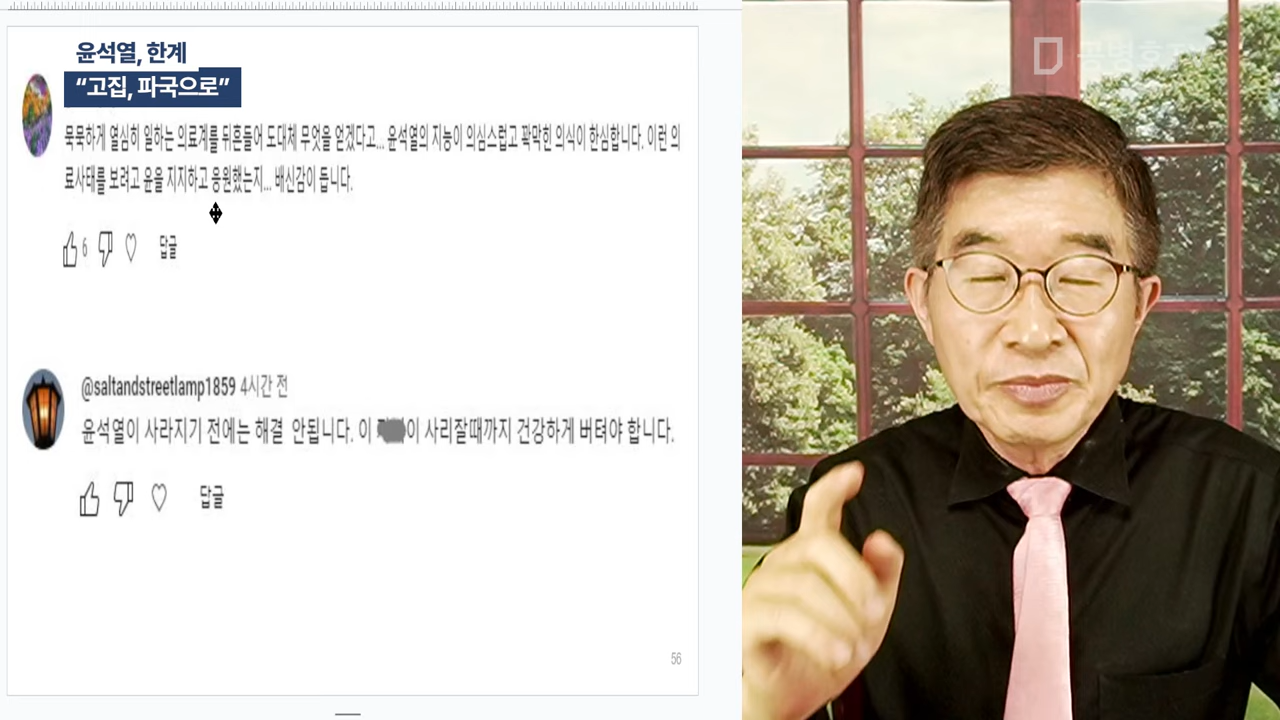 윤석열, 한계
“고집, 파국으로”
묵묵하게 열심히 일하는 의료계를 뒤흔들어 도대체 무엇을 얻겠다고... 윤석열의 지능이 의심스럽고 꽉막힌 의식이 한심합니다. 이런 의
료사태를 보려고 윤을 지지하고 응원했는지... 배신감이 듭니다.
6 답글
@saltandstreetlamp1859 4시간 전
윤석열이 사라지기 전에는 해결 안됩니다. 이 이 사리잘때까지 건강하게 버텨야 합니다.
답글
56
공병호TV